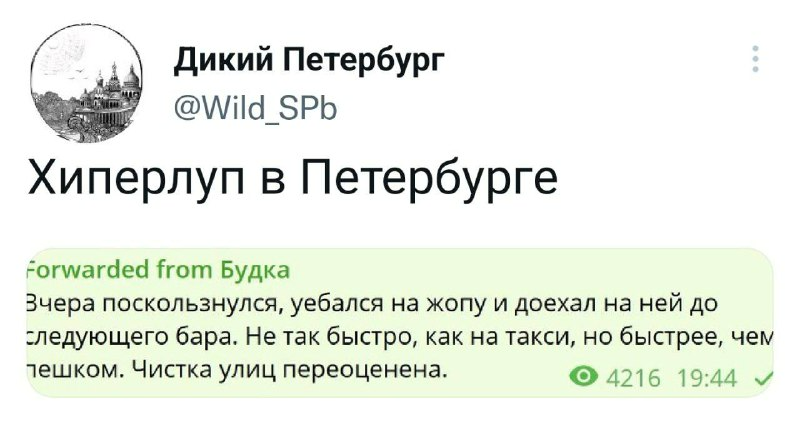 Дикий Петербург
@Wild_SPb
Хиперлуп в Петербурге
Forwarded from Будка
Вчера поскользнулся, уебался на жопу и доехал на ней до
следующего бара. Не так быстро, как на такси, но быстрее, чем
пешком. Чистка улиц переоценена.
4216 19:44